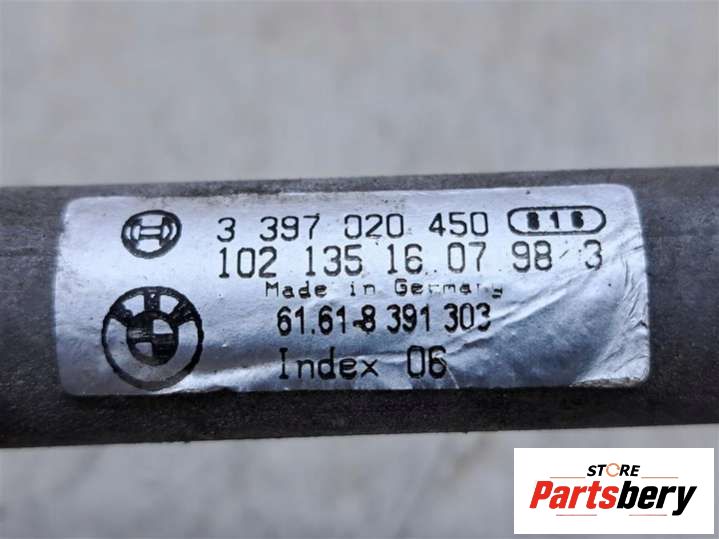 3 397 020 450 816
102 135 16 07 98 3
Made in Germany
61.61-8 391 303
Index 06
STORE
Partsbery